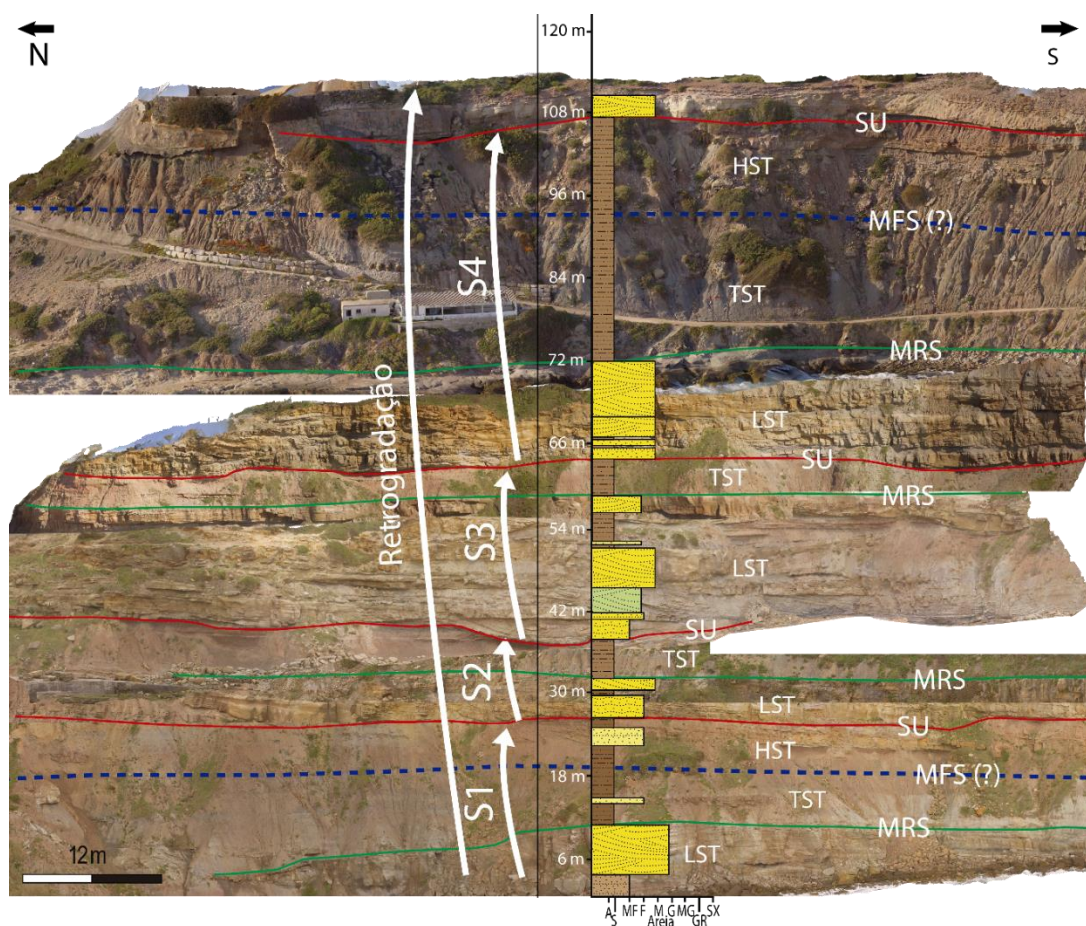 N
S
120 m
108 m
SU
HST
96 m
MFS (?)
84 m
TST
S4
72 m
MRS
LST
66 m
SU
TST
MRS
Retrogradação
S3
54 m
LST
42 m
SU
TST
S2
30 m
MRS
LST
SU
HST
18 m
MFS (?)
TST
S1
MRS
6 m
LST
12m
A
S
MF
F
M
G
MG
GR
SX
Areia